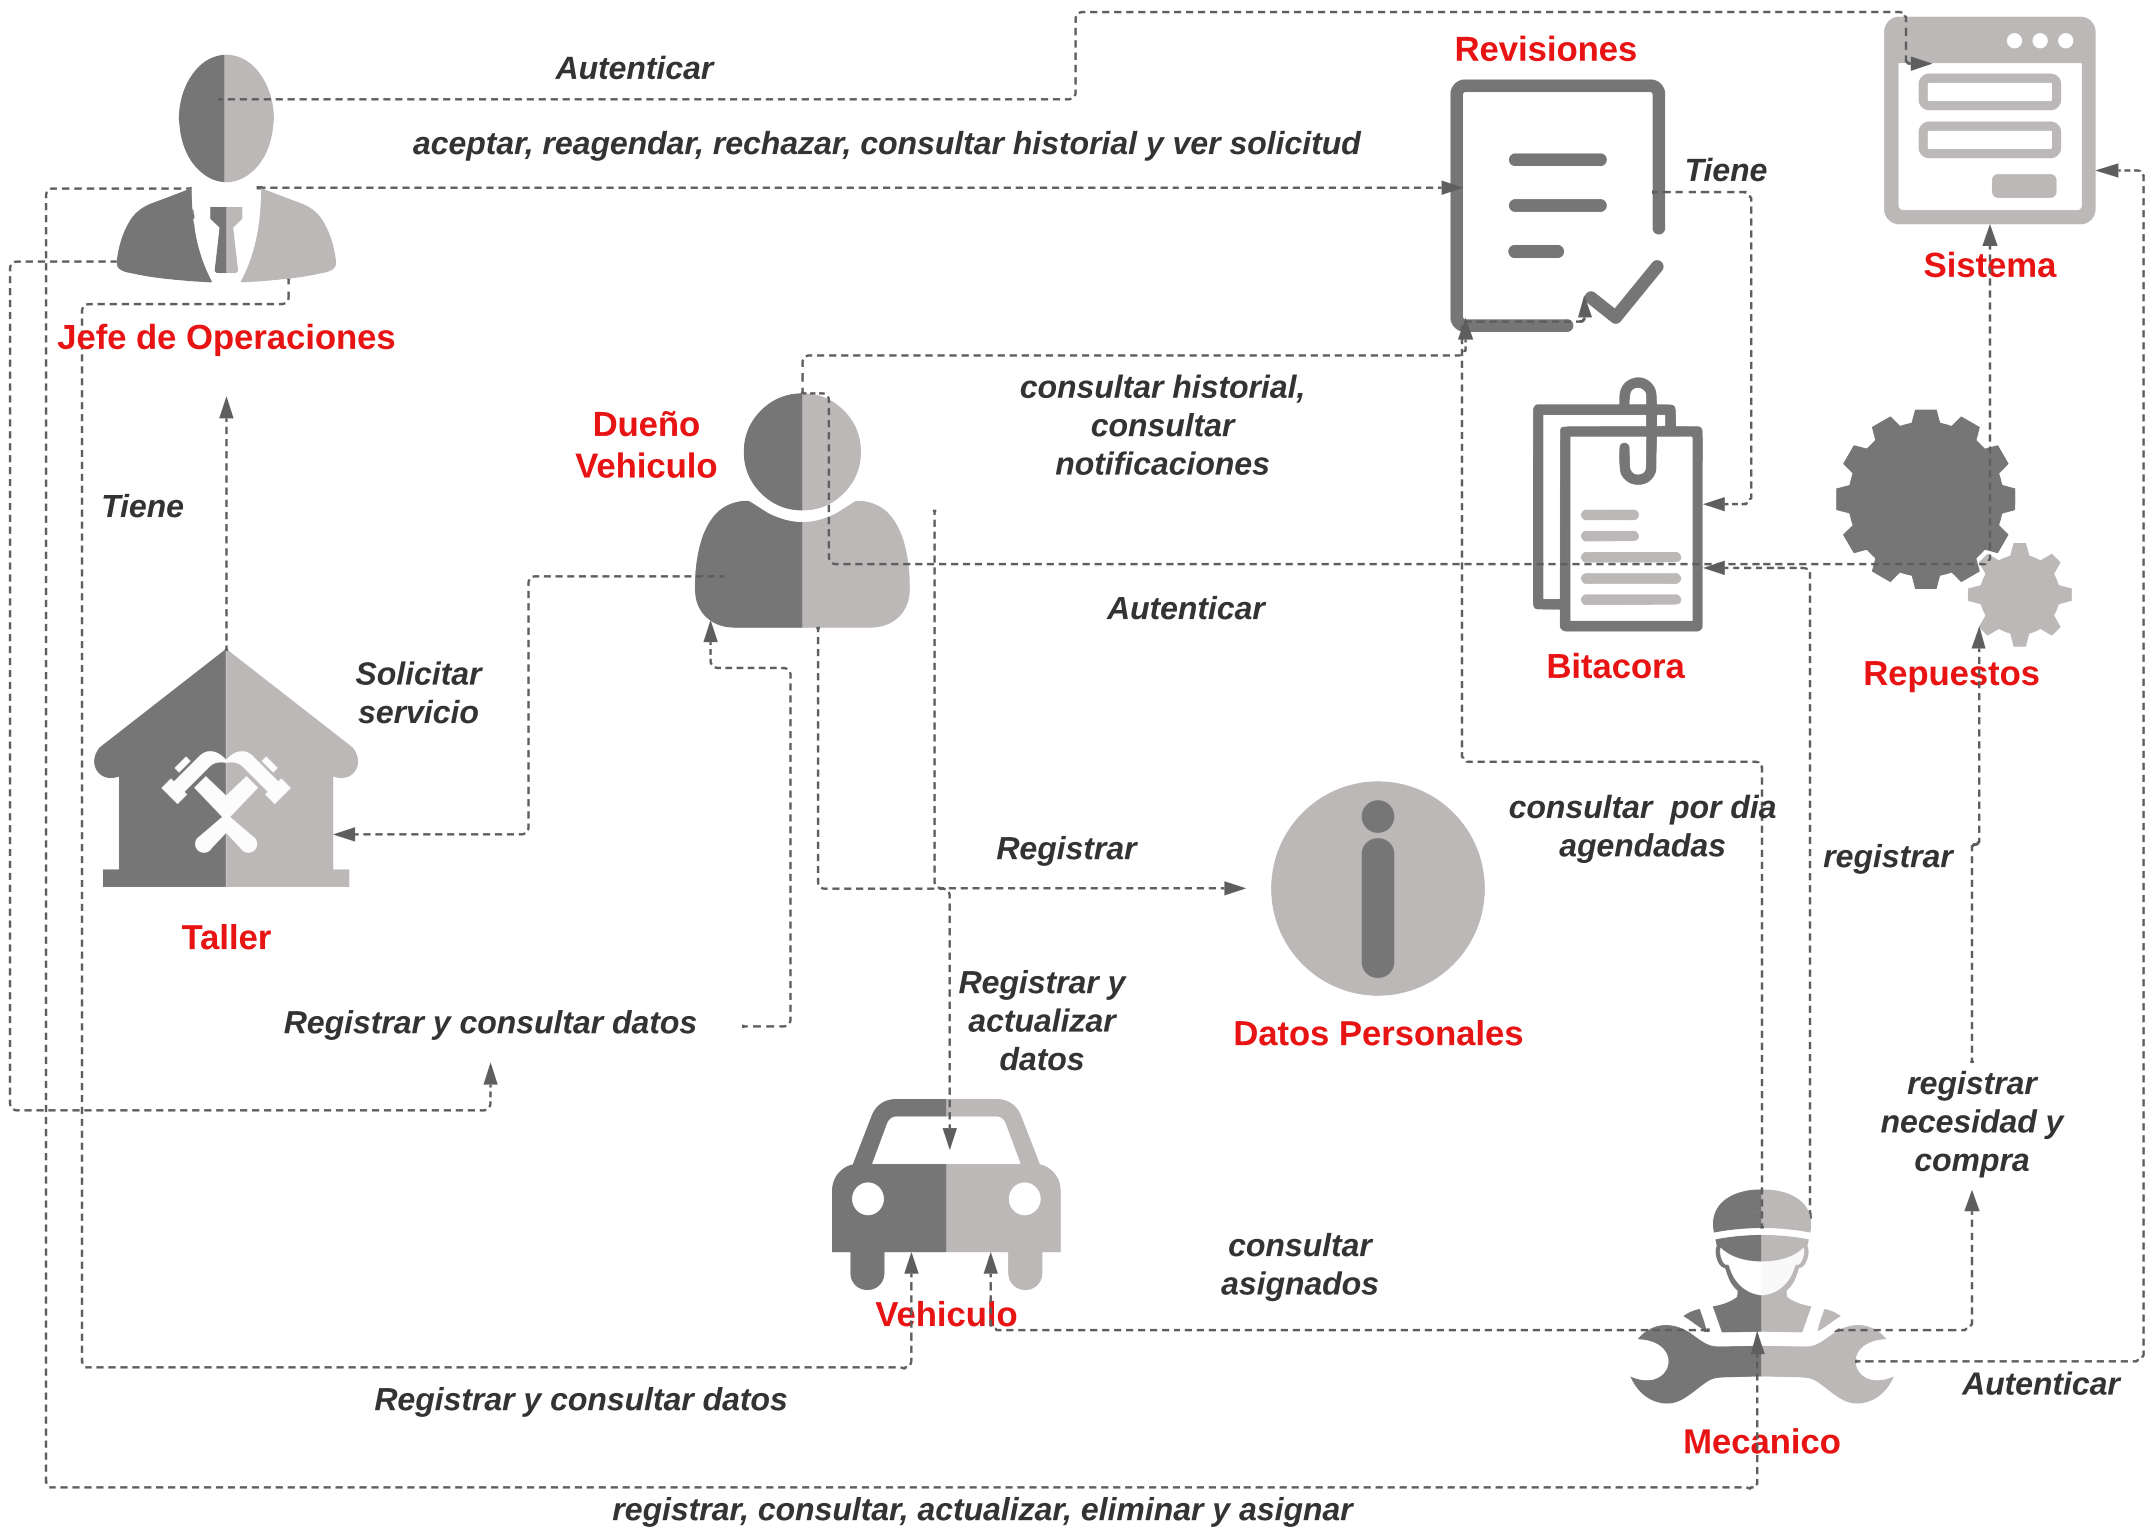 Revisiones
Autenticar
aceptar, reagendar, rechazar, consultar historial y ver solicitud
Tiene
Sistema
Jefe de Operaciones
consultar historial,
consultar
notificaciones
Dueño
Vehiculo
Tiene
Autenticar
Bitacora
Repuestos
Solicitar
servicio
consultar  por dia
agendadas
Registrar
registrar
Taller
Registrar y
actualizar
datos
Registrar y consultar datos
Datos Personales
registrar
necesidad y
compra
consultar
asignados
Vehiculo
Registrar y consultar datos
Autenticar
Mecanico
registrar, consultar, actualizar, eliminar y asignar